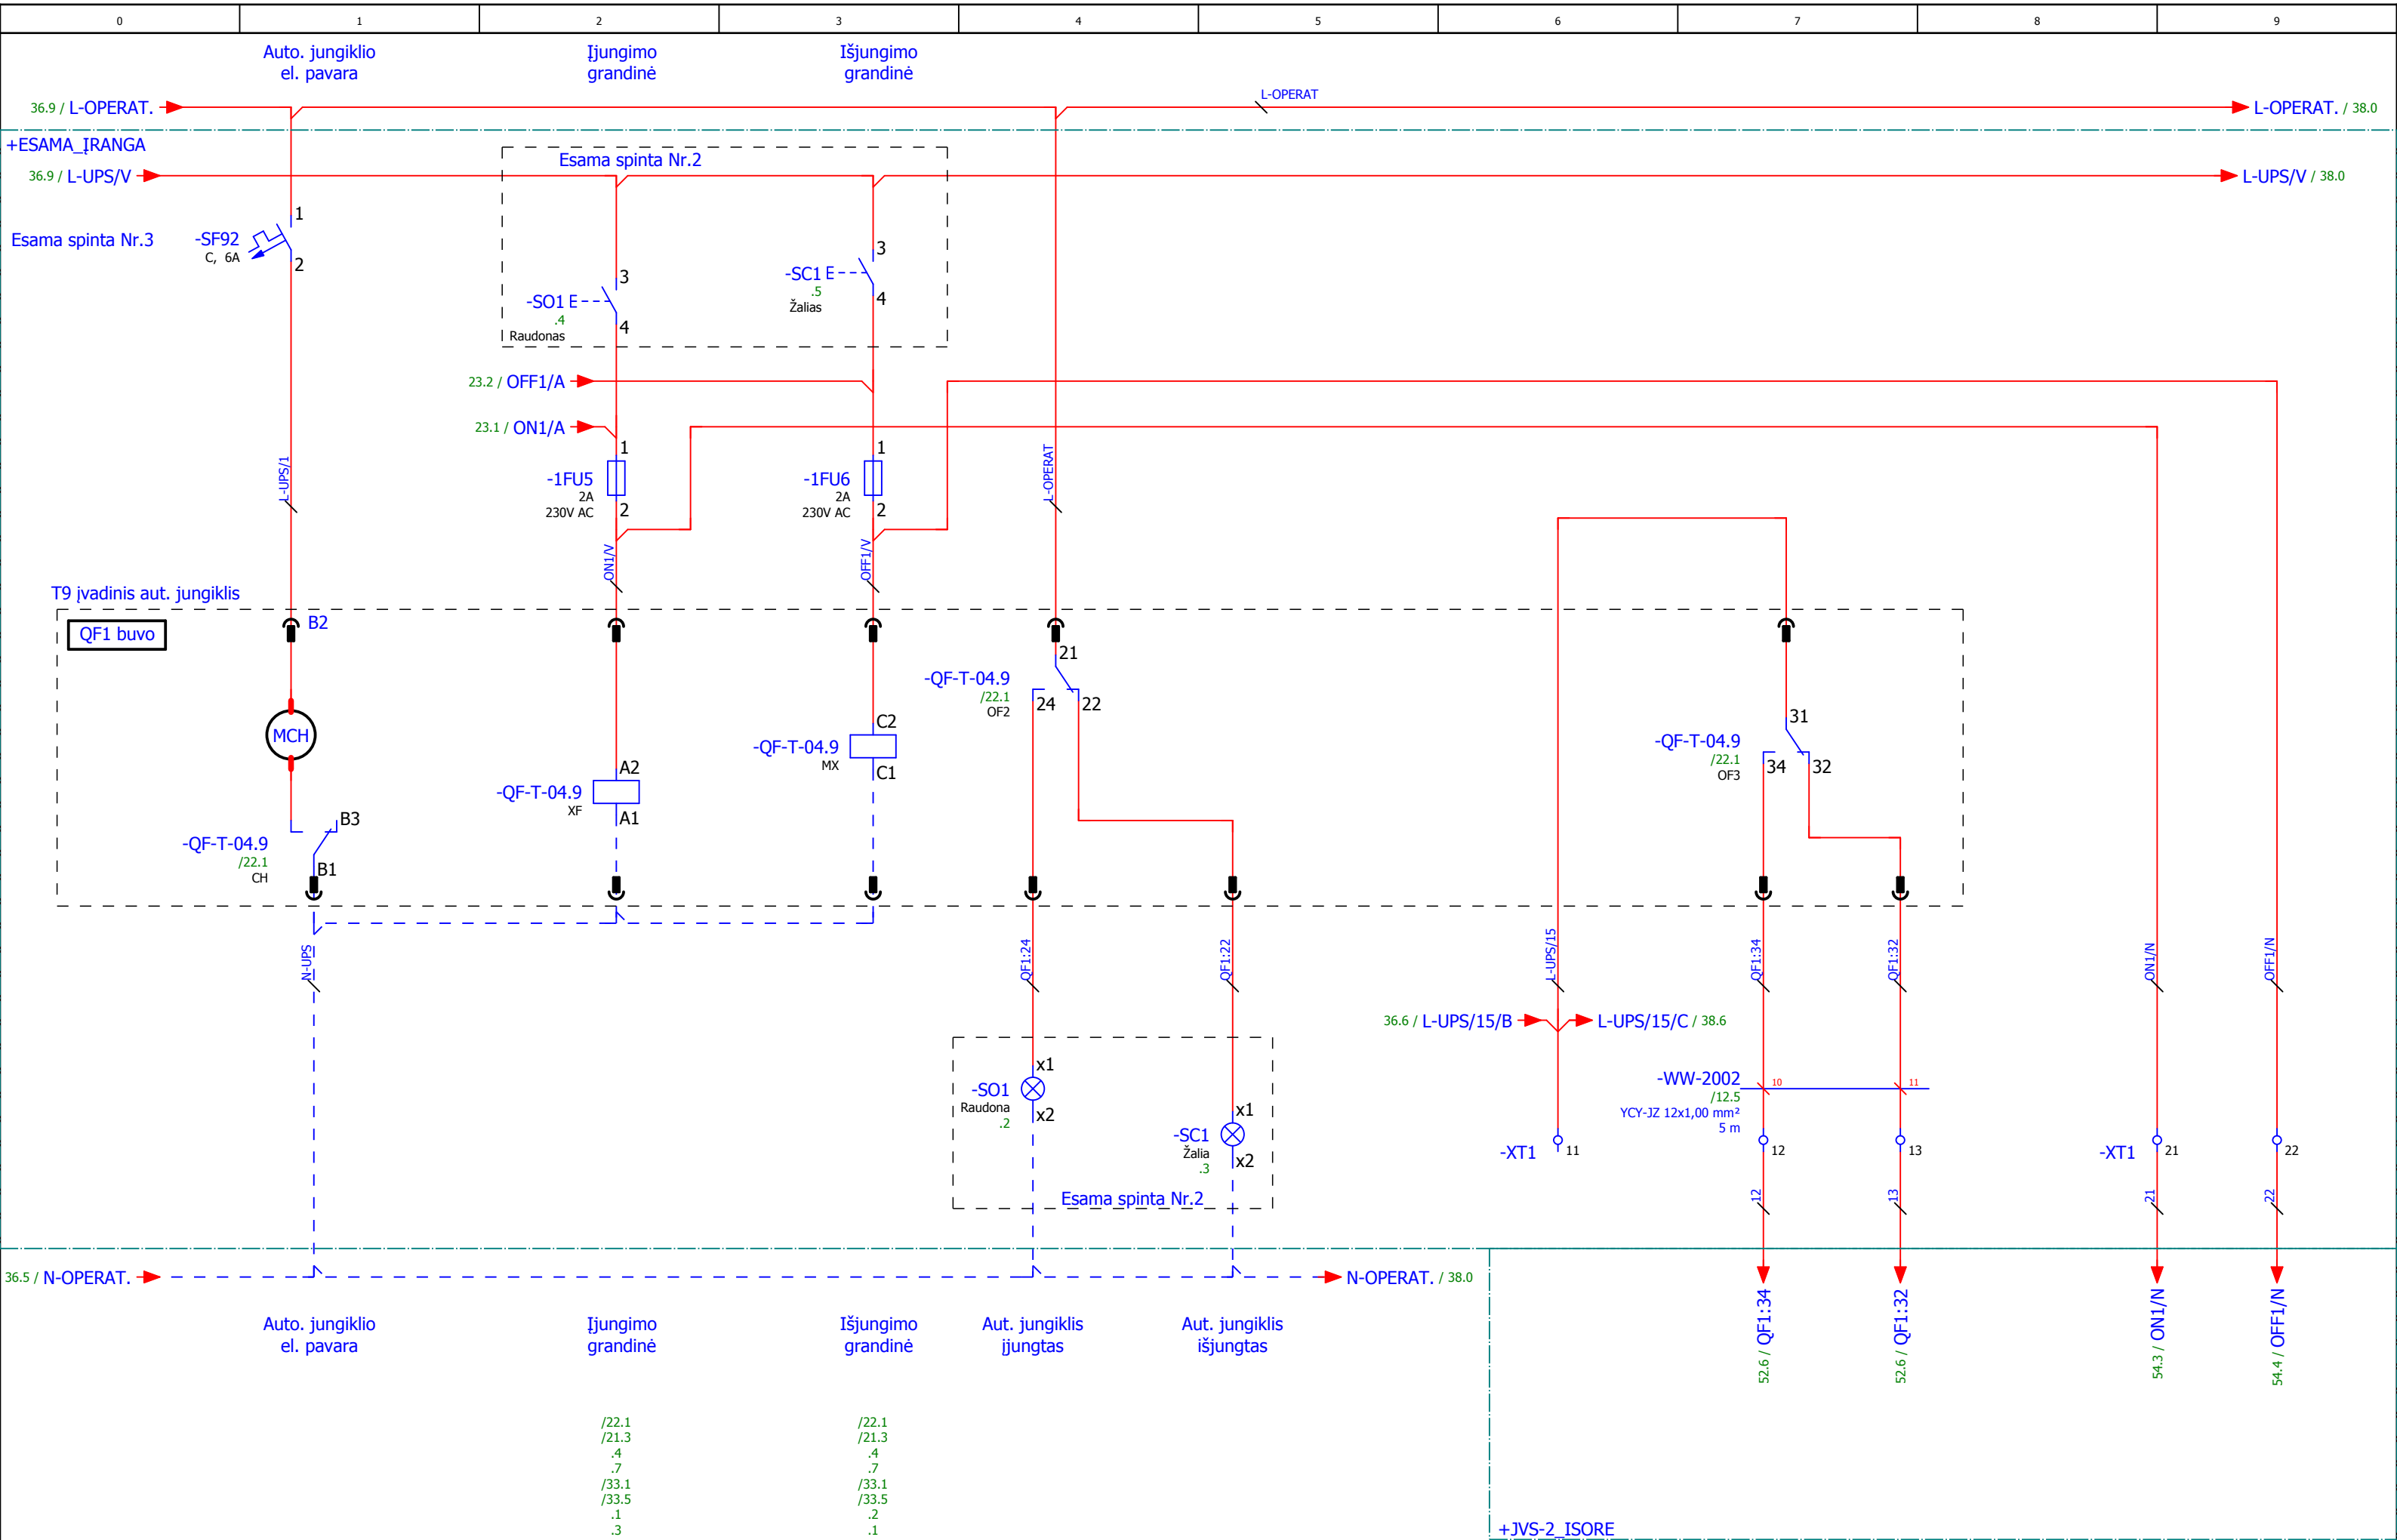 0 1 2 3 4 5 6 7 8 9
Auto. jungiklio
el. pavara
Įjungimo
grandinė
Išjungimo
grandinė
36.9 / L-OPERAT.
L-OPERAT
L-OPERAT. / 38.0
+ESAMA_ĮRANGA
Esama spinta Nr.2
36.9 / L-UPS/V
L-UPS/V / 38.0
Esama spinta Nr.3
-SF92
C, 6A
1
2
-SO1 E
.4
Raudonas
3
4
-SC1 E
.5
Žalias
3
4
23.2 / OFF1/A
23.1 / ON1/A
L-UPS/1
-1FU5
2A
230V AC
1
2
-1FU6
2A
230V AC
1
2
L-OPERAT
ON1/V
OFF1/V
T9 įvadinis aut. jungiklis
QF1 buvo
B2
MCH
-QF-T-04.9
/22.1
CH
B3
B1
-QF-T-04.9
XF
A2
A1
-QF-T-04.9
MX
C2
C1
-QF-T-04.9
/22.1
OF2
21
24
22
-QF-T-04.9
/22.1
OF3
31
34
32
N-UPS
QF1:24
QF1:22
L-UPS/15
QF1:34
QF1:32
ON1/N
OFF1/N
36.6 / L-UPS/15/B
L-UPS/15/C / 38.6
-SO1
Raudona
.2
x1
x2
-SC1
Žalia
.3
x1
x2
Esama spinta Nr.2
-WW-2002
/12.5
YCY-JZ 12x1,00 mm²
5 m
10
11
-XT1
11
12
13
-XT1
21
22
12
13
21
22
36.5 / N-OPERAT.
N-OPERAT. / 38.0
Auto. jungiklio
el. pavara
Įjungimo
grandinė
Išjungimo
grandinė
Aut. jungiklis
įjungtas
Aut. jungiklis
išjungtas
52.6 / QF1:34
52.6 / QF1:32
54.3 / ON1/N
54.4 / OFF1/N
/22.1
/21.3
.4
.7
/33.1
/33.5
.1
.3
/22.1
/21.3
.4
.7
/33.1
/33.5
.2
.1
+JVS-2_ISORE